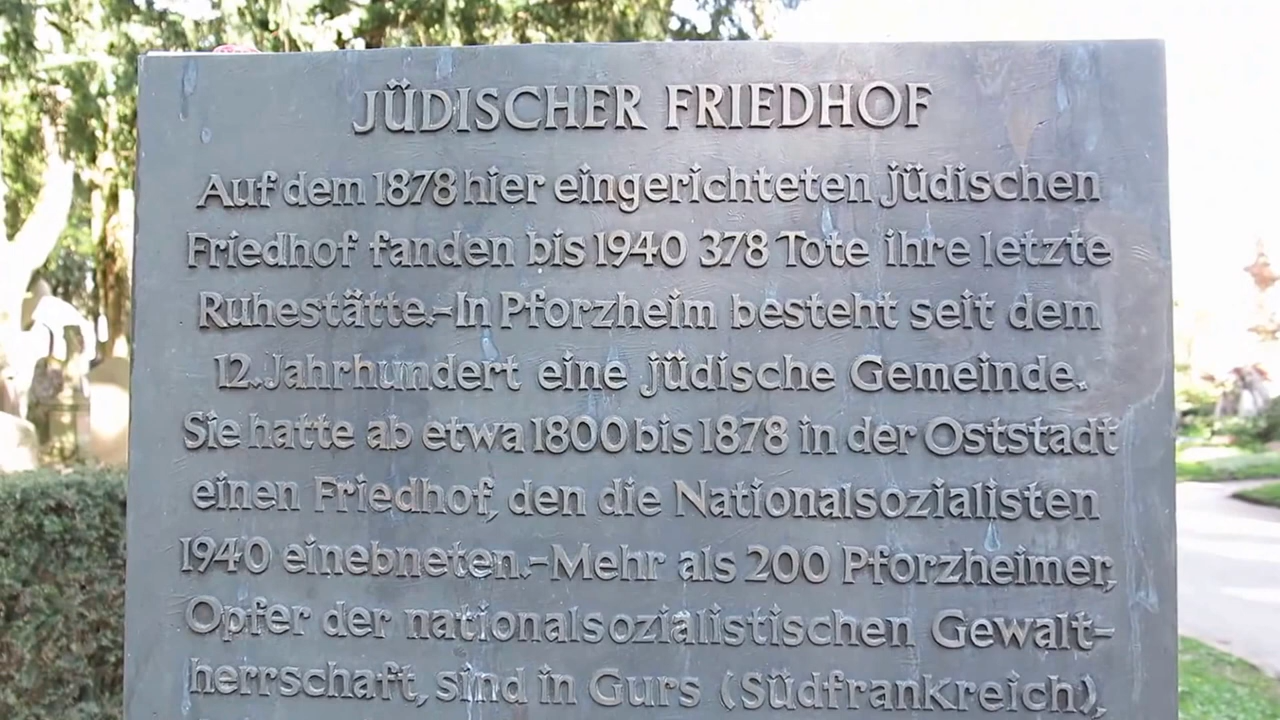 JÜDISCHER FRIEDHOF
Auf dem 1878 hier eingerichteten jüdischen
Friedhof fanden bis 1940 378 Tote ihre letzte
Ruhestätte.-In Pforzheim besteht seit dem
12. Jahrhundert eine jüdische Gemeinde.
Sie hatte ab etwa 1800 bis 1878 in der Oststadt
einen Friedhof, den die Nationalsozialisten
1940 einebneten.-Mehr als 200 Pforzheimer,
Opfer der nationalsozialistischen Gewalt-
herrschaft, sind in Gurs (Südfrankreich),